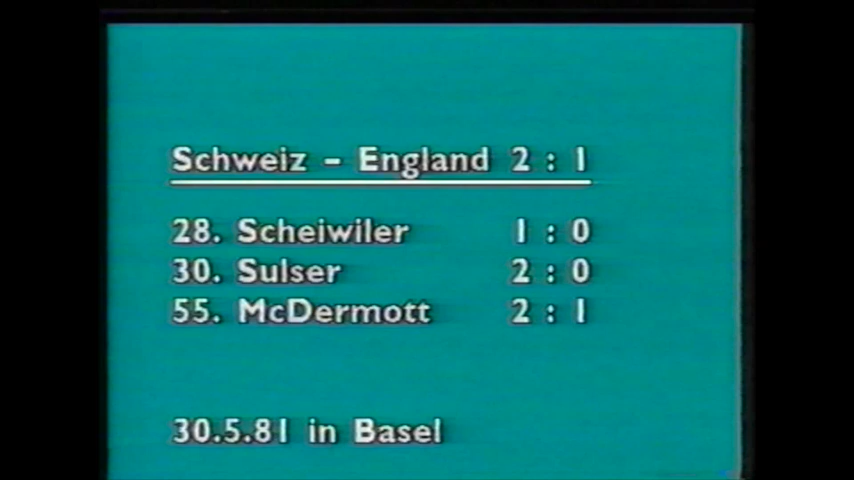 Schweiz - England 2 : 1
28. Scheiwiler 1 : 0
30. Sulser 2 : 0
55. McDermott 2 : 1
30.5.81 in Basel